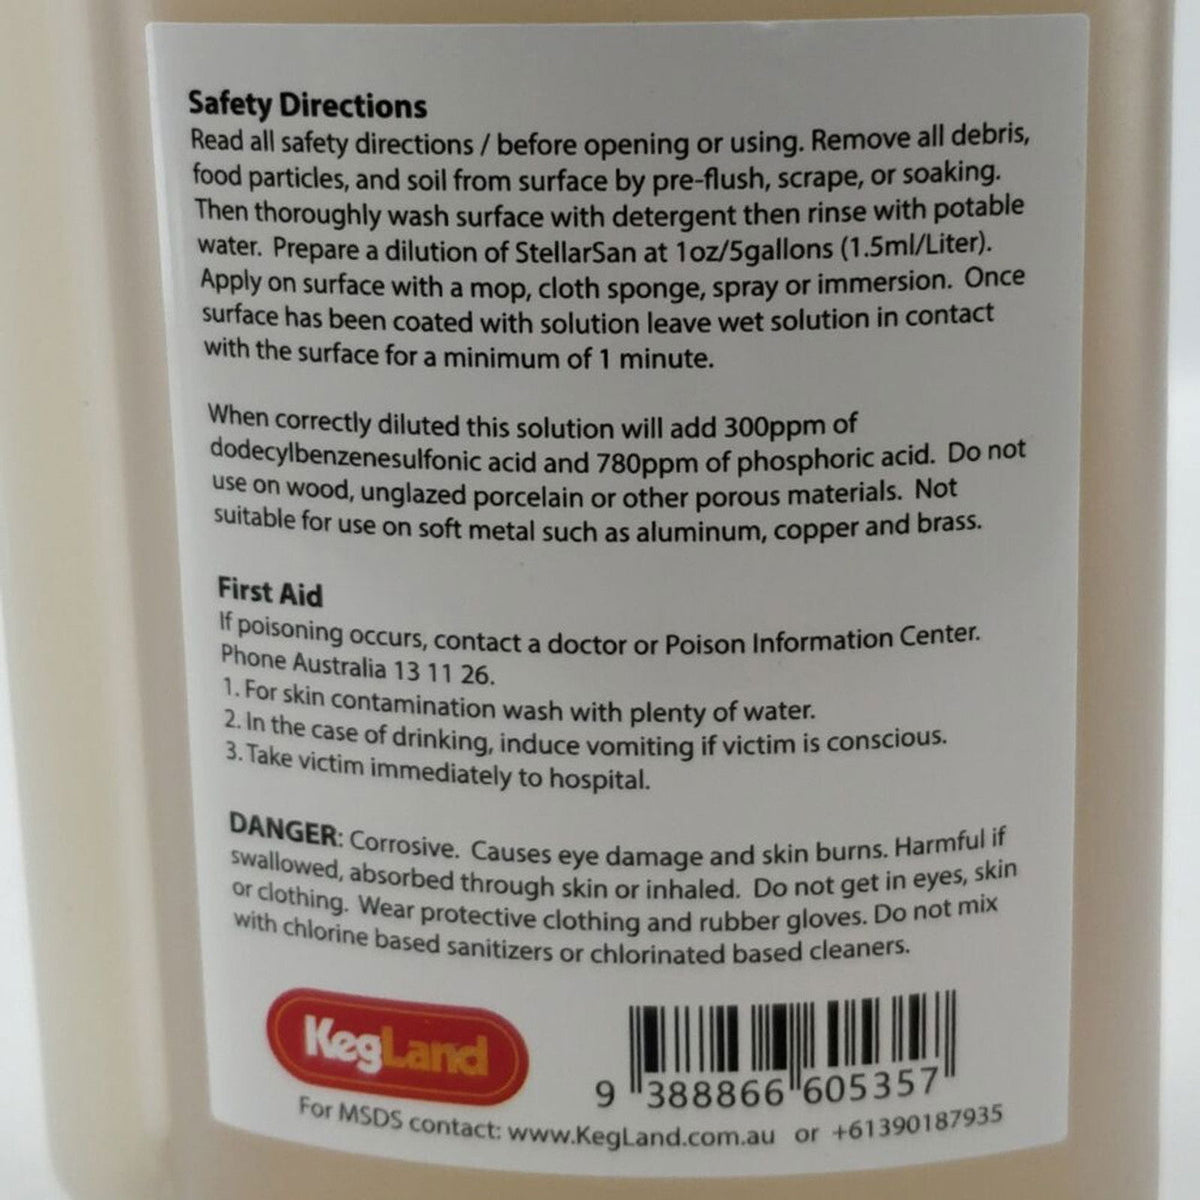 Safety Directions
Read all safety directions / before opening or using. Remove all debris,
food particles, and soil from surface by pre-flush, scrape, or soaking.
Then thoroughly wash surface with detergent then rinse with potable
water. Prepare a dilution of StellarSan at 1oz/5gallons (1.5ml/Liter).
Apply on surface with a mop, cloth sponge, spray or immersion. Once
surface has been coated with solution leave wet solution in contact
with the surface for a minimum of 1 minute.
When correctly diluted this solution will add 300ppm of
dodecylbenzenesulfonic acid and 780ppm of phosphoric acid. Do not
use on wood, unglazed porcelain or other porous materials. Not
suitable for use on soft metal such as aluminum, copper and brass.
First Aid
If poisoning occurs, contact a doctor or Poison Information Center.
Phone Australia 13 11 26.
1. For skin contamination wash with plenty of water.
2. In the case of drinking, induce vomiting if victim is conscious.
3. Take victim immediately to hospital.
DANGER: Corrosive. Causes eye damage and skin burns. Harmful if
swallowed, absorbed through skin or inhaled. Do not get in eyes, skin
or clothing. Wear protective clothing and rubber gloves. Do not mix
with chlorine based sanitizers or chlorinated based cleaners.
KegLand
9 388866 605357
For MSDS contact: www.KegLand.com.au or +61390187935